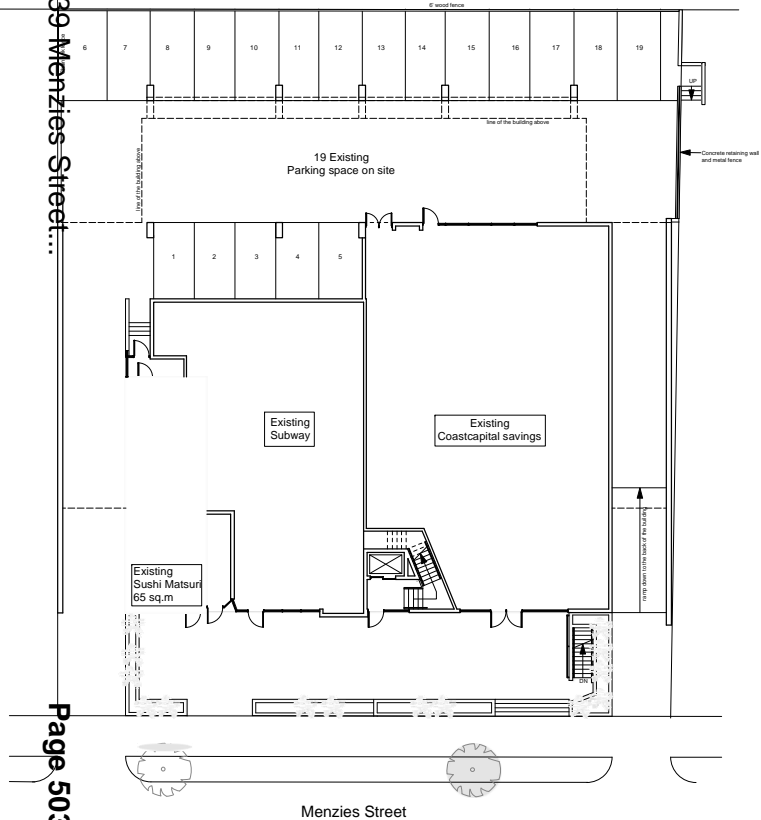 6' wood fence
6 7 8 9 10 11 12 13 14 15 16 17 18 19
UP
line of the building above
Concrete retaining wall
and metal fence
19 Existing
Parking space on site
line of the building above
1 2 3 4 5
Existing
Subway
Existing
Coastcapital savings
ramp down to the back of the building
Existing
Sushi Matsuri
65 sq.m
DN
Menzies Street
39 Menzies Street...
Page 503